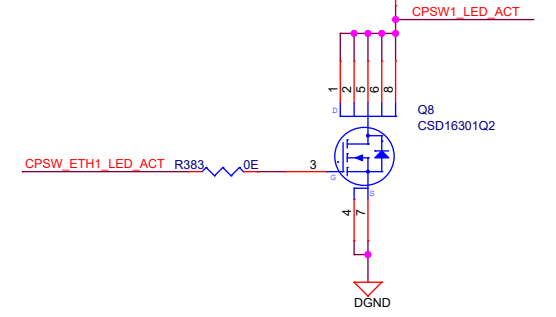 CPSW1_LED_ACT
1 2 5 6 8
D
Q8
CSD16301Q2
CPSW_ETH1_LED_ACT R383 0E 3
G
S
4 7
DGND